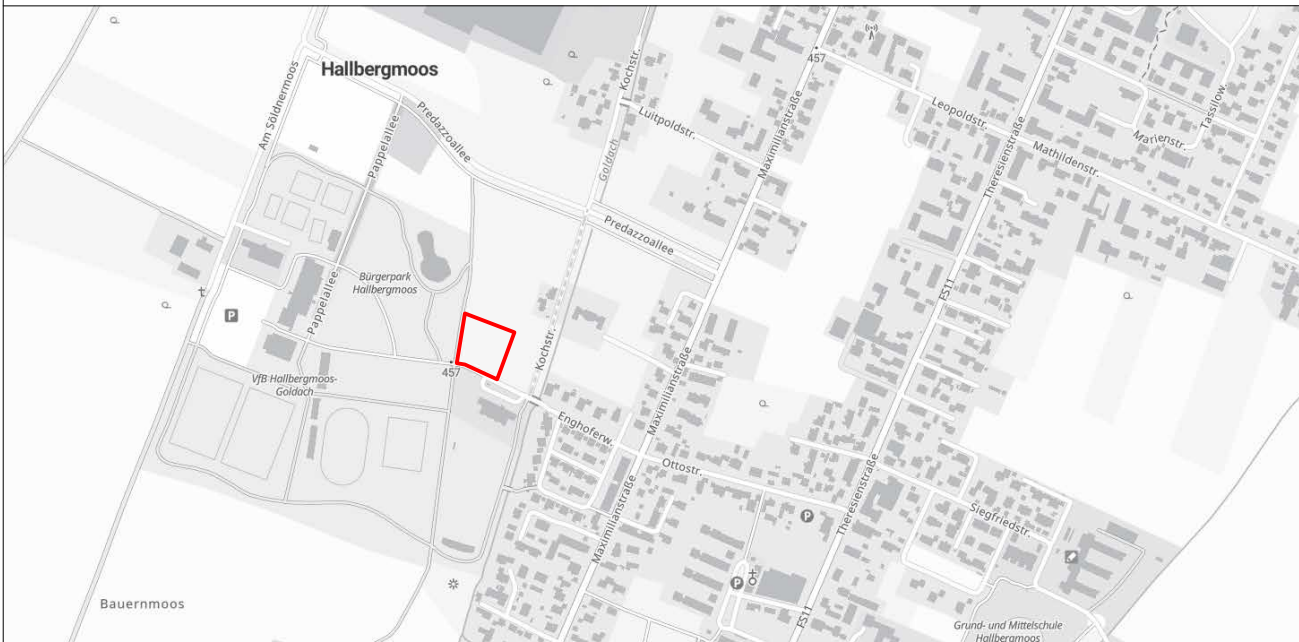 Hallbergmoos
Am Söldnermoos
Pappelallee
Predazzoallee
Kochstr.
Goldach
Luitpoldstr.
457
Maximilianstraße
Leopoldstr.
Theresienstraße
Mathildenstr.
Tassilow.
Predazzoallee
Bürgerpark
Hallbergmoos
FS11
P
Pappelallee
Kochstr.
Maximilianstraße
457
VfB Hallbergmoos-
Goldach
Enghoferw.
Ottostr.
Theresienstraße
Siegfriedstr.
P
Maximilianstraße
P
FS11
Bauernmoos
Grund- und Mittelschule
Hallbergmoos